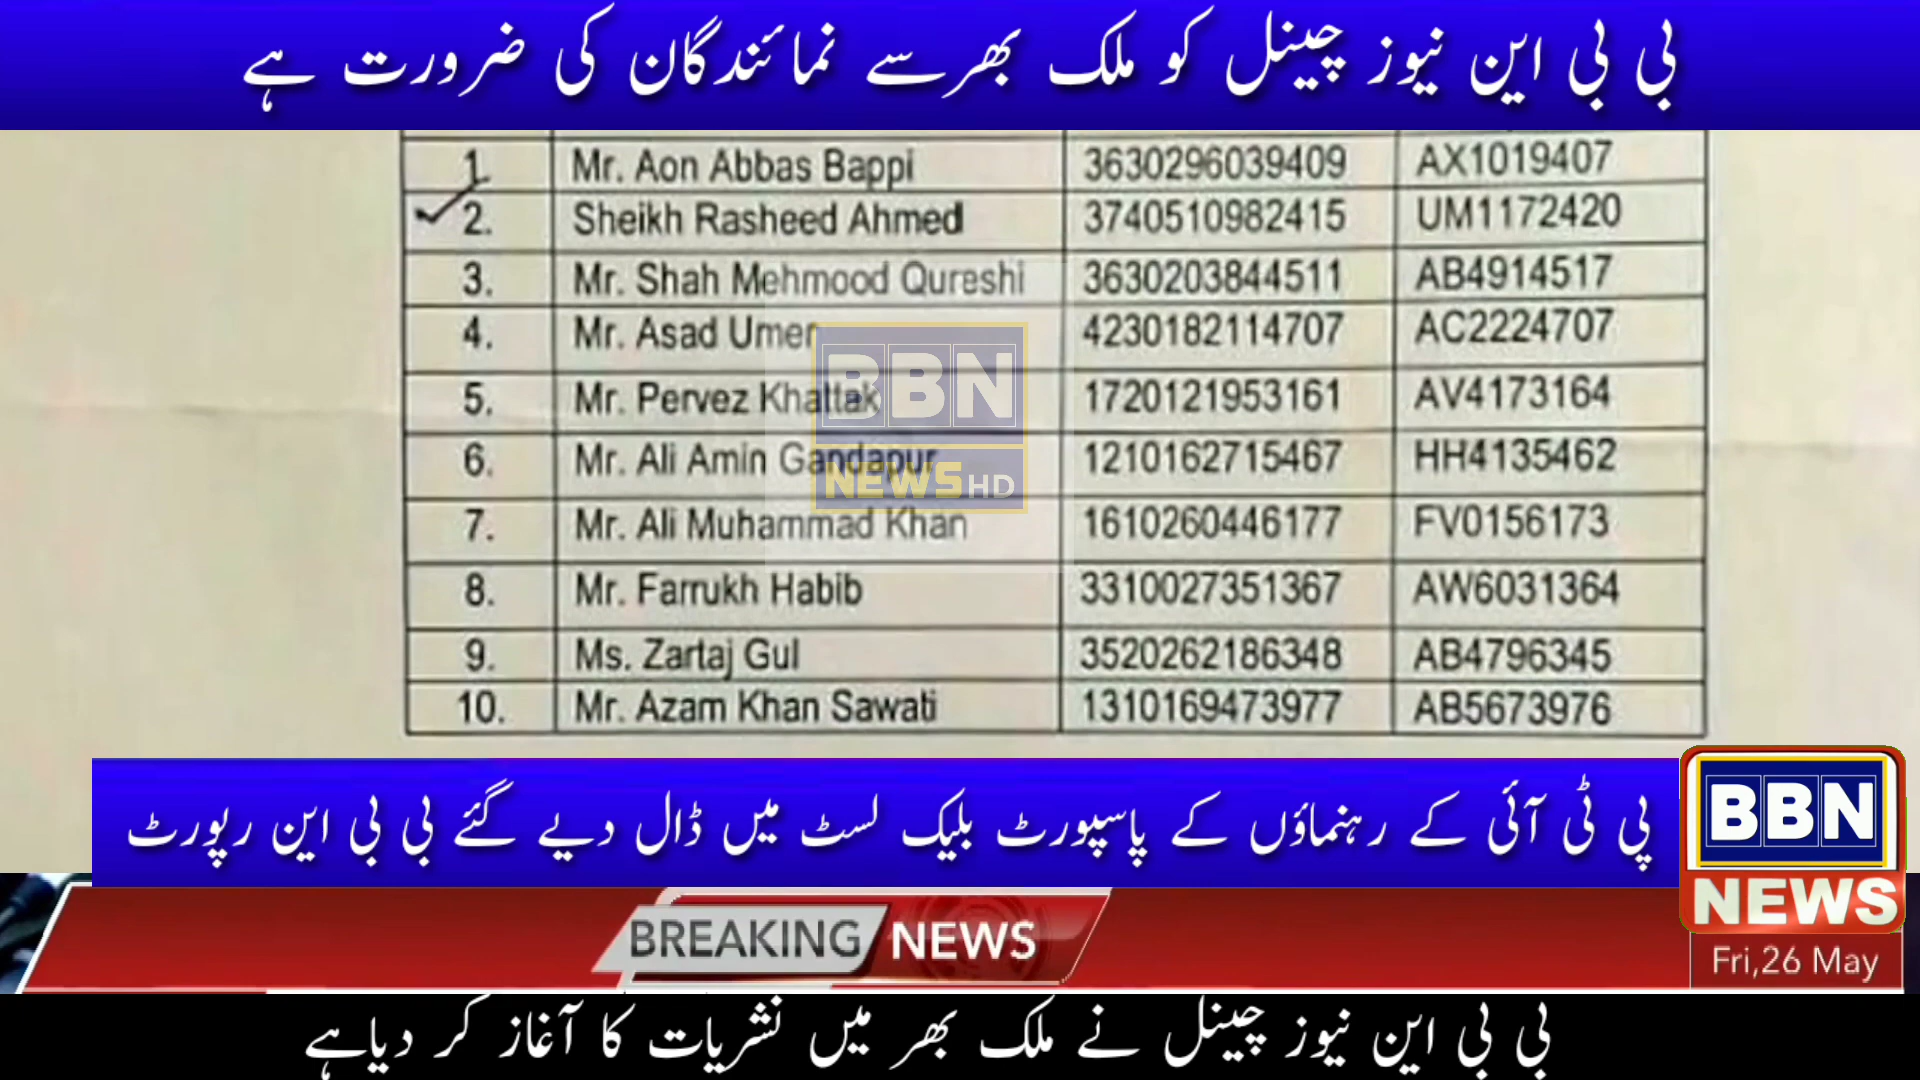 بی بی این نیوز چینل کو ملک بھر سے نمائندگان کی ضرورت ہے
1. Mr. Aon Abbas Bappi 3630296039409 AX1019407
2. Sheikh Rasheed Ahmed 3740510982415 UM1172420
3. Mr. Shah Mehmood Qureshi 3630203844511 AB4914517
4. Mr. Asad Umer 4230182114707 AC2224707
5. Mr. Pervez Khattak 1720121953161 AV4173164
6. Mr. Ali Amin Gandapur 1210162715467 HH4135462
7. Mr. Ali Muhammad Khan 1610260446177 FV0156173
8. Mr. Farrukh Habib 3310027351367 AW6031364
9. Ms. Zartaj Gul 3520262186348 AB4796345
10. Mr. Azam Khan Sawati 1310169473977 AB5673976
BBN
NEWS HD
پی ٹی آئی کے رہنماؤں کے پاسپورٹ بلیک لسٹ میں ڈال دیے گئے بی بی این رپورٹ
BBN
NEWS
BREAKING NEWS
Fri,26 May
بی بی این نیوز چینل نے ملک بھر میں نشریات کا آغاز کر دیا ہے